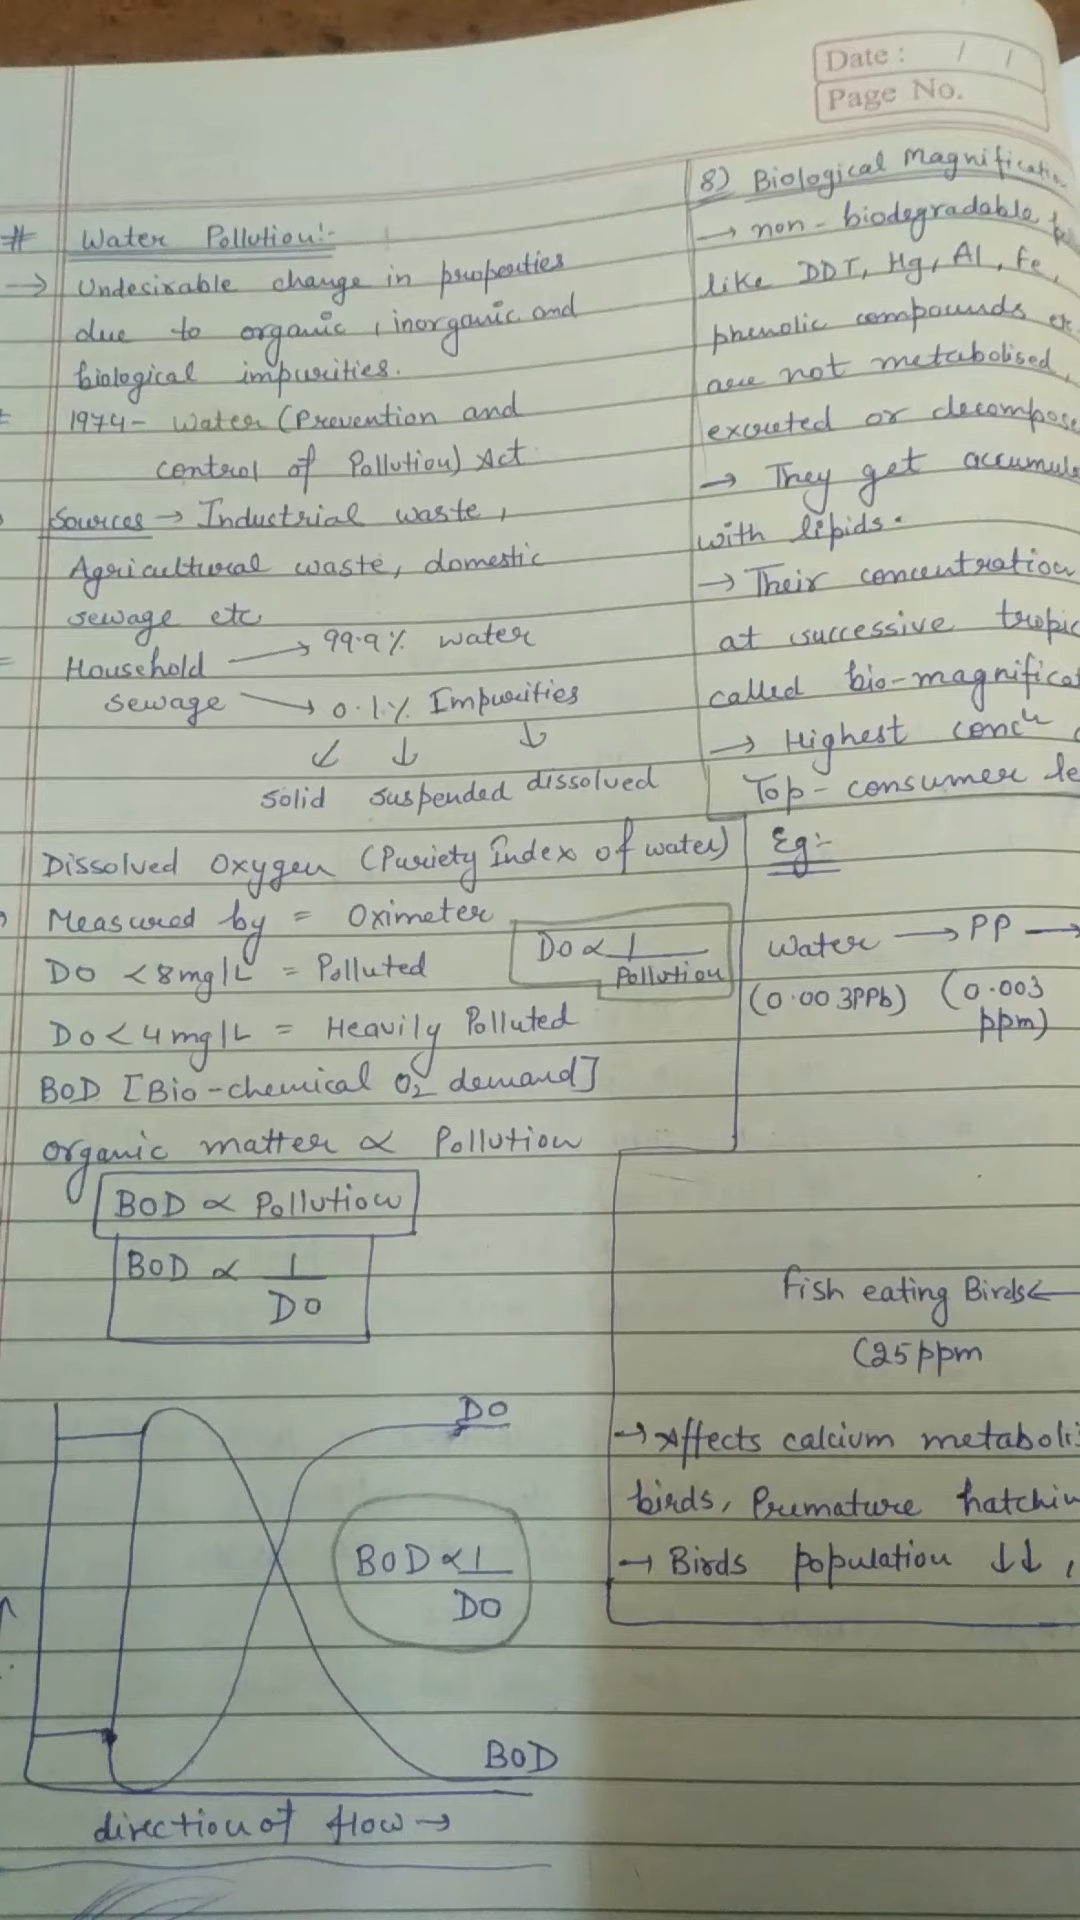 Date : / /
Page No.
# Water Pollution:-
→ Undesirable change in properties
due to organic, inorganic and
biological impurities.
1974 - Water (Prevention and
control of Pollution) Act.
Sources → Industrial waste,
Agricultural waste, domestic
sewage etc
Household → 99.9% water
sewage → 0.1% Impurities
↙ ↓ ↓
solid suspended dissolved
Dissolved Oxygen (Puriety Index of water)
Measured by = Oximeter
DO < 8mg/L = Polluted
DO ∝ 1/Pollution
DO < 4mg/L = Heavily Polluted
BOD [Bio-chemical O₂ demand]
organic matter ∝ Pollution
BOD ∝ Pollution
BOD ∝ 1/DO
DO
BOD ∝ 1/DO
BOD
direction of flow →
8) Biological Magnificatio
→ non-biodegradable
like DDT, Hg, Al, Fe,
phenolic compounds
are not metabolised,
excreted or decompose
→ They get accumul
with lipids.
→ Their concentration
at successive tropic
called bio-magnificat
→ Highest concⁿ
Top-consumer le
Eg:-
Water → PP →
(0.003PPb) (0.003
ppm)
Fish eating Birds ←
(25ppm
→ Affects calcium metaboli
birds, Premature hatchin
→ Birds population ↓↓,